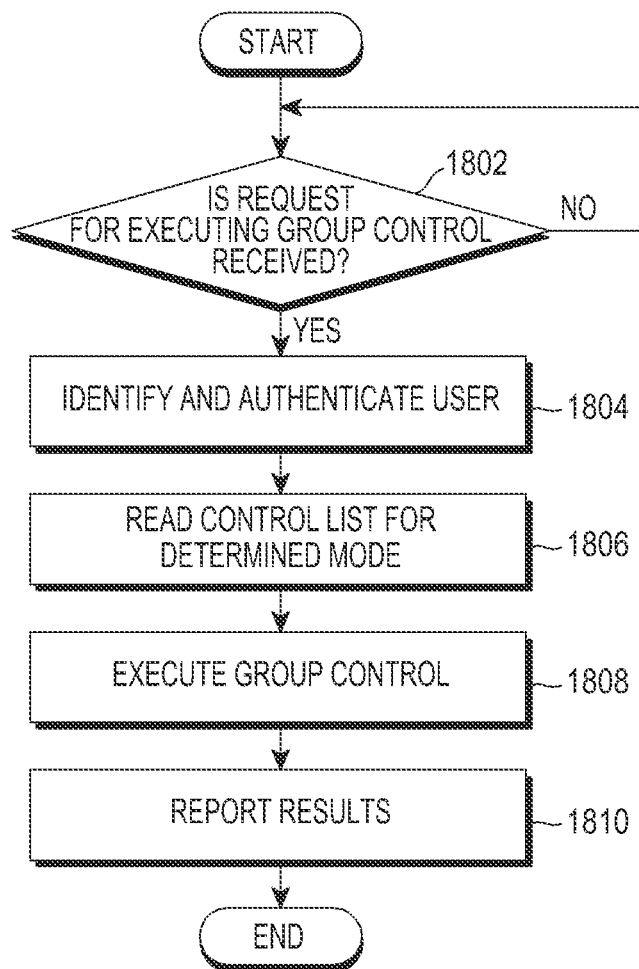 START
1802
IS REQUEST
FOR EXECUTING GROUP CONTROL
RECEIVED?
NO
YES
IDENTIFY AND AUTHENTICATE USER
1804
READ CONTROL LIST FOR
DETERMINED MODE
1806
EXECUTE GROUP CONTROL
1808
REPORT RESULTS
1810
END